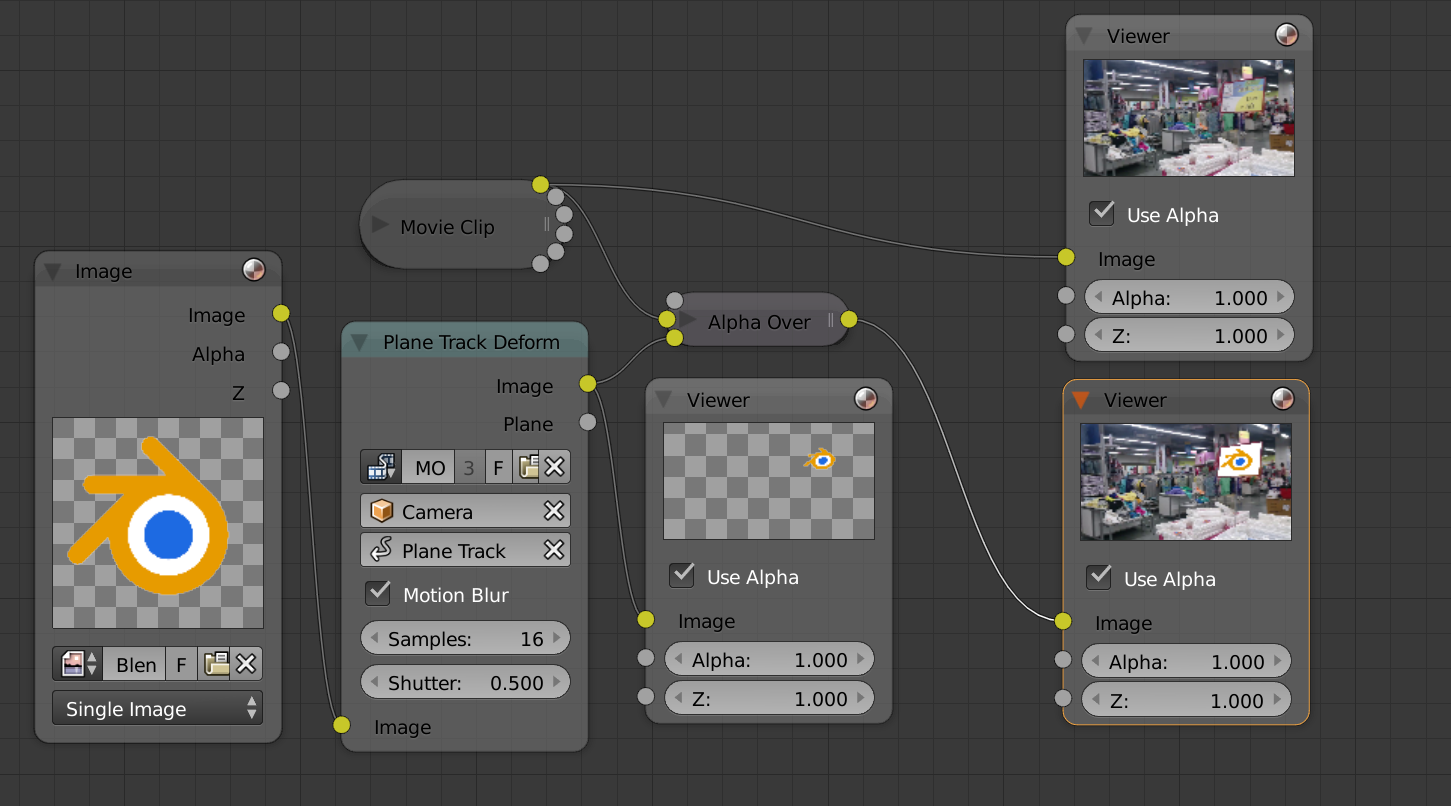 Image
Image
Alpha
Z
Blen
F
Single Image
Movie Clip
Plane Track Deform
Image
Plane
MO
3
F
Camera
Plane Track
Motion Blur
Samples: 16
Shutter: 0.500
Image
Alpha Over
Viewer
Use Alpha
Image
Alpha: 1.000
Z: 1.000
Viewer
Use Alpha
Image
Alpha: 1.000
Z: 1.000
Viewer
Use Alpha
Image
Alpha: 1.000
Z: 1.000